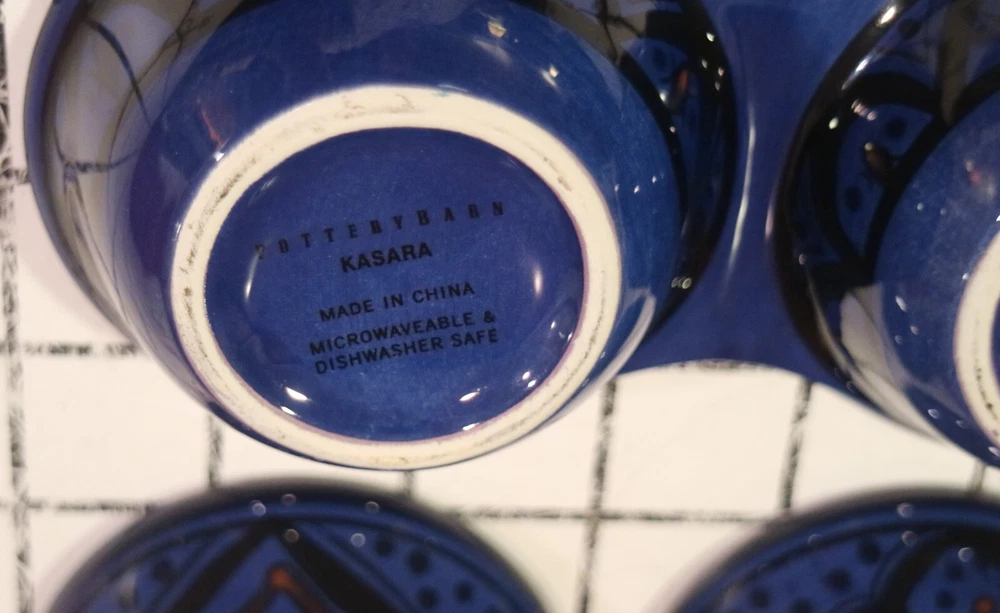 POTTERYBARN
KASARA
MADE IN CHINA
MICROWAVEABLE &
DISHWASHER SAFE